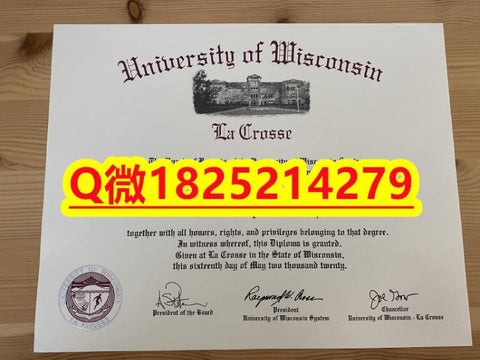 University of Wisconsin
La Crosse
Q微1825214279
together with all honors, rights, and privileges belonging to that degree.
In witness whereof, this Diploma is granted.
Given at La Crosse in the State of Wisconsin,
this sixteenth day of May two thousand twenty.
President of the Board
President
University of Wisconsin System
Chancellor
University of Wisconsin - La Crosse